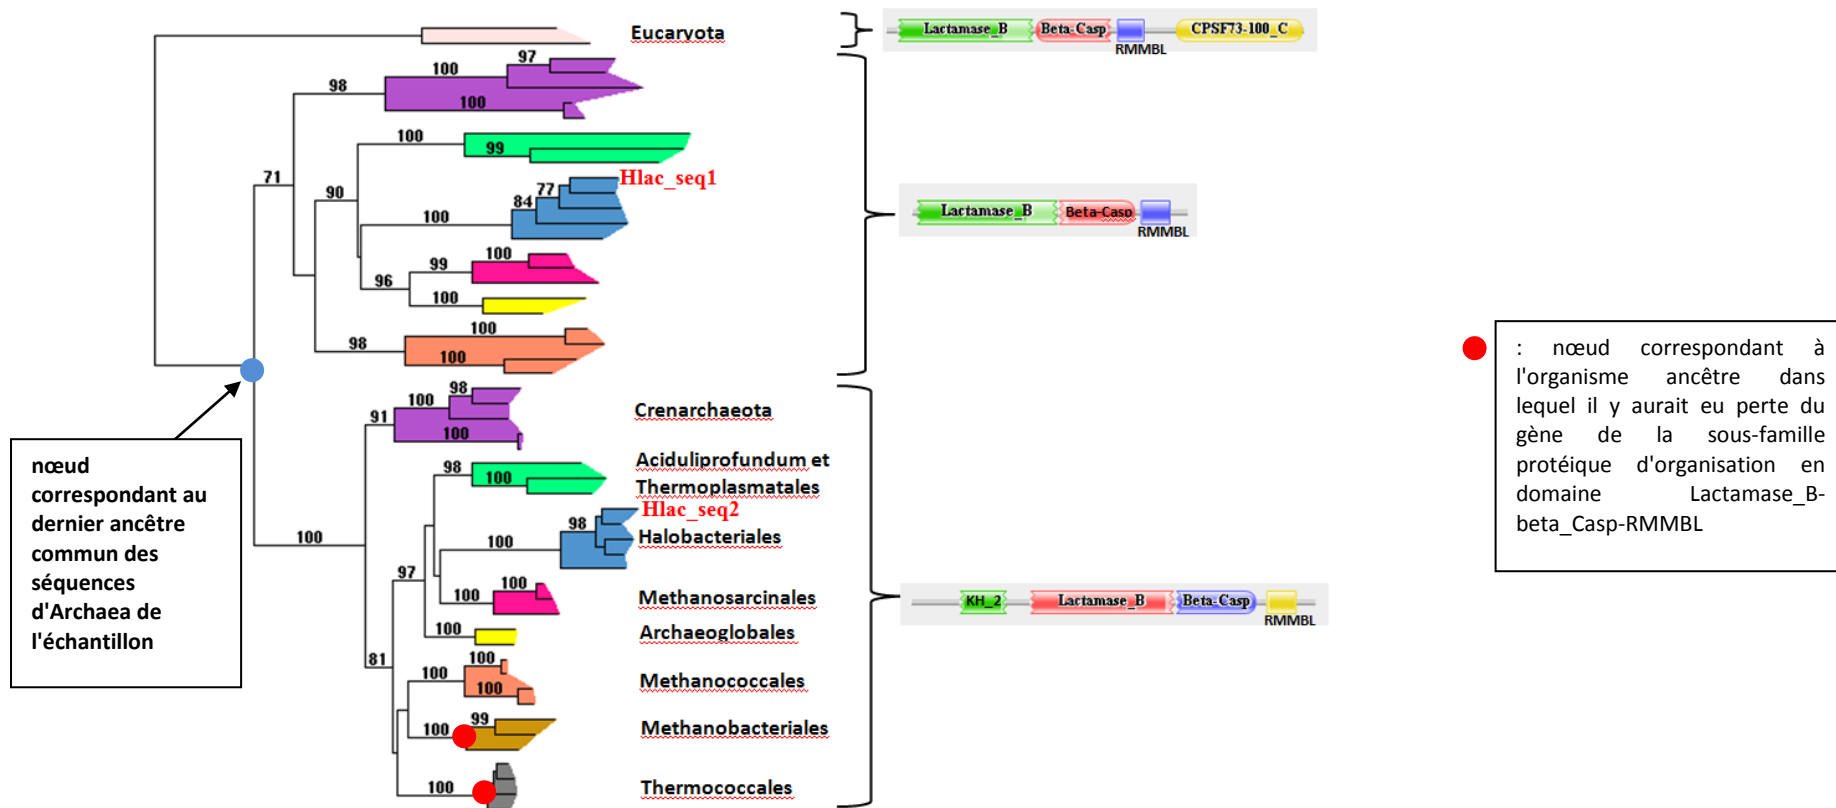 Eucaryota
Lactamase_B
Beta-Casp
RMMBL
CPSF73-100_C
97
100
98
100
100
99
Hlac_seq1
77
84
100
71
90
100
99
96
100
100
98
100
Lactamase_B
Beta-Casp
RMMBL
: nœud correspondant à
l'organisme ancêtre dans
lequel il y aurait eu perte du
gène de la sous-famille
protéique d'organisation en
domaine Lactamase_B-
beta_Casp-RMMBL
nœud
correspondant au
dernier ancêtre
commun des
séquences
d'Archaea de
l'échantillon
98
100
91
100
Crenarchaeota
98
100
Aciduliprofundum et
Thermoplasmatales
Hlac_seq2
98
100
Halobacteriales
100
97
100
100
Methanosarcinales
100
Archaeoglobales
81
100
100
100
Methanococcales
99
100
Methanobacteriales
100
Thermococcales
KH_2
Lactamase_B
Beta-Casp
RMMBL